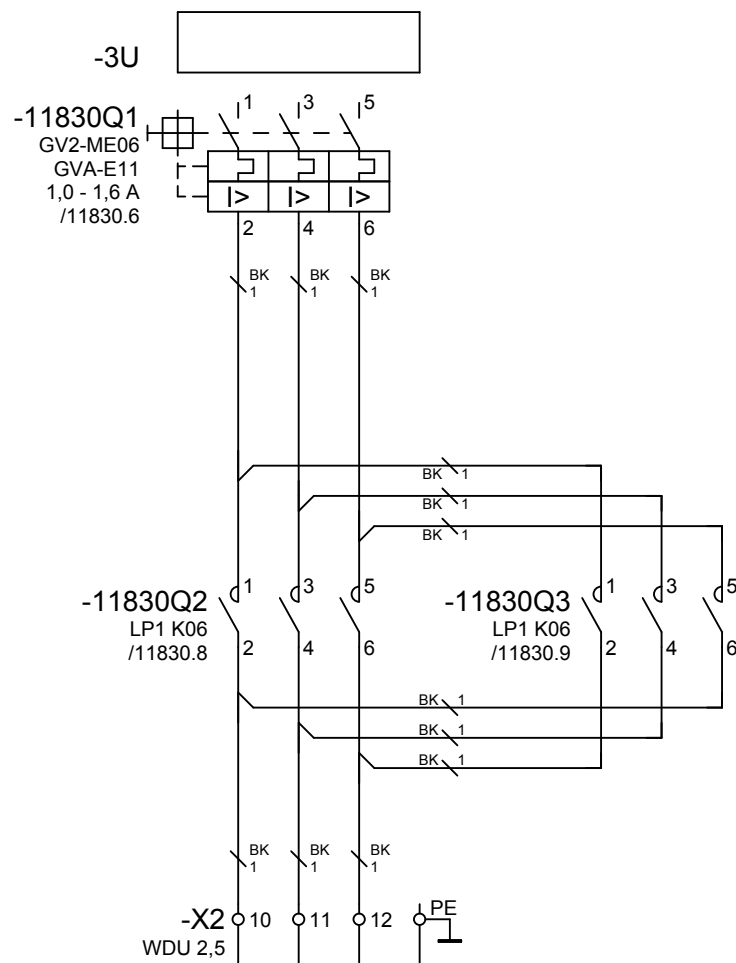 -3U
1 3 5
-11830Q1
GV2-ME06
GVA-E11
1,0 - 1,6 A
/11830.6
I> I> I>
2 4 6
BK BK BK
1 1 1
BK 1
BK 1
BK 1
1 3 5 1 3 5
-11830Q2 -11830Q3
LP1 K06 LP1 K06
/11830.8 /11830.9
2 4 6 2 4 6
BK 1
BK 1
BK 1
BK BK BK
1 1 1
-X2 10 11 12 PE
WDU 2,5